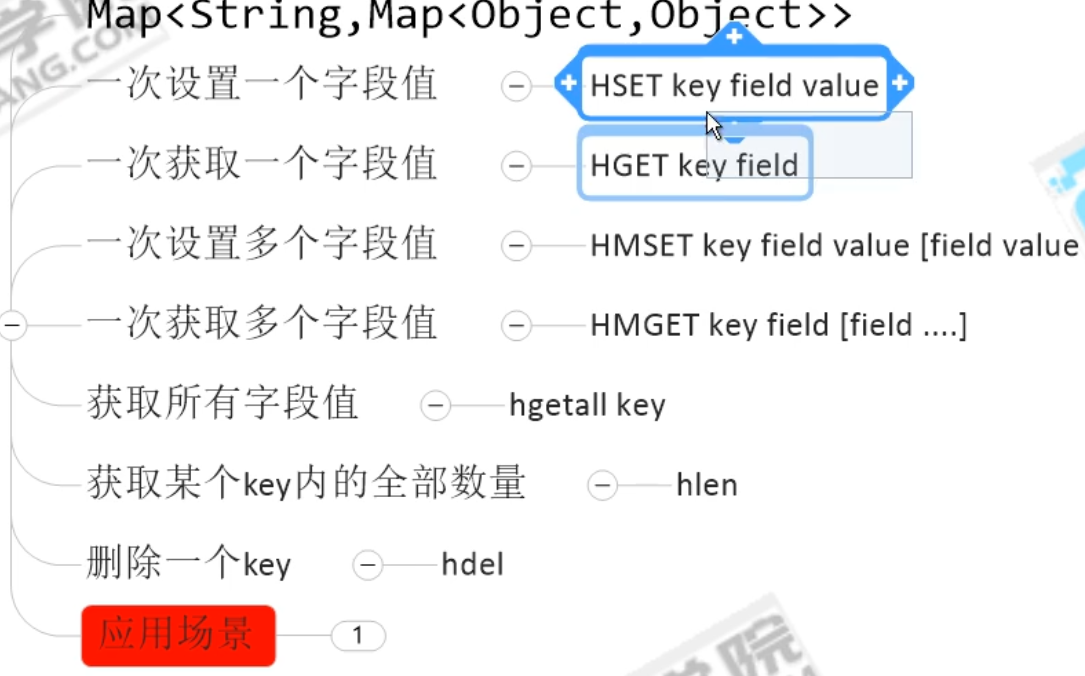 Map<String,Map<Object,Object>>
一次设置一个字段值 HSET key field value
一次获取一个字段值 HGET key field
一次设置多个字段值 HMSET key field value [field value
一次获取多个字段值 HMGET key field [field ....]
获取所有字段值 hgetall key
获取某个key内的全部数量 hlen
删除一个key hdel
应用场景 1